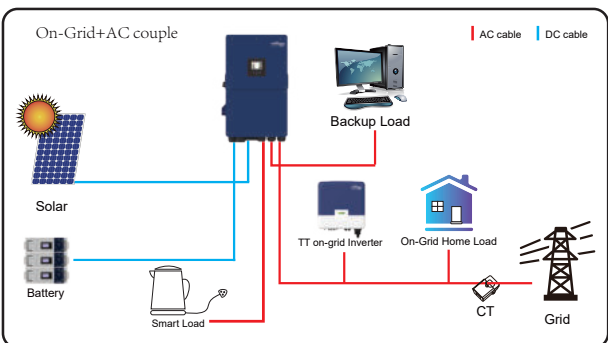 On-Grid+AC couple
AC cable
DC cable
Backup Load
Solar
TT on-grid Inverter
On-Grid Home Load
Battery
Smart Load
CT
Grid